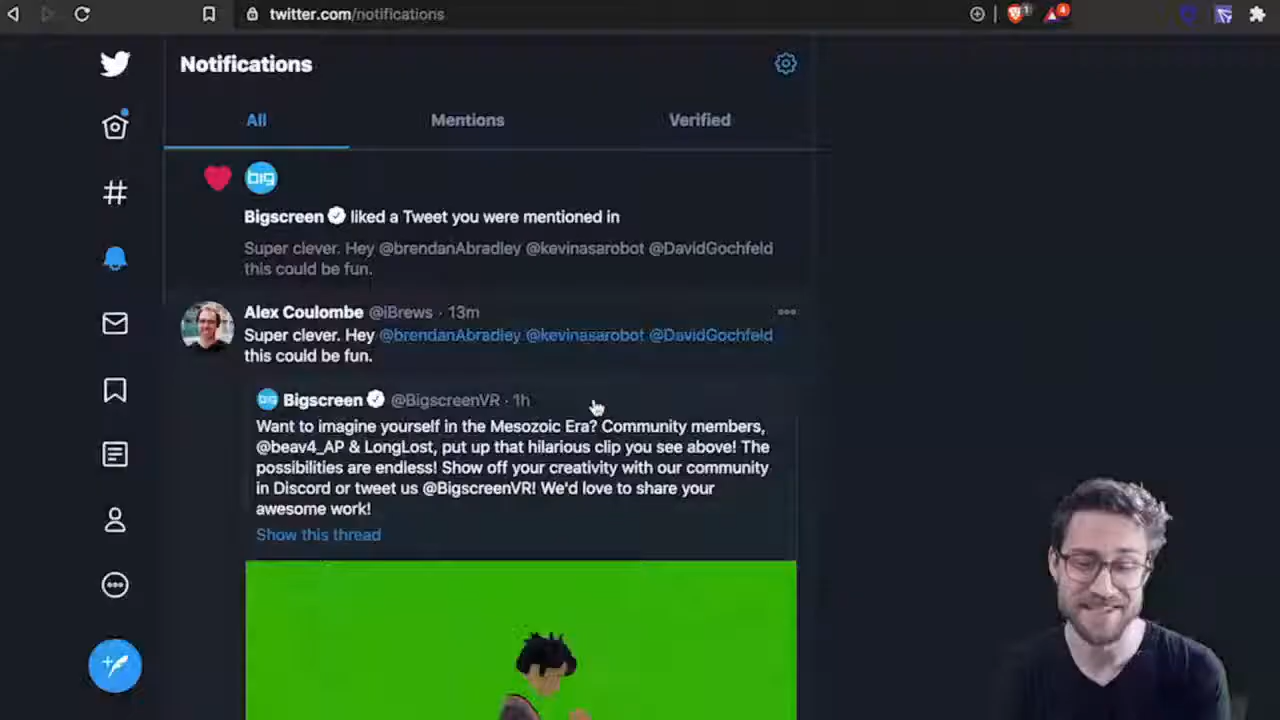 twitter.com/notifications
1
4
Notifications
All
Mentions
Verified
big
Bigscreen liked a Tweet you were mentioned in
Super clever. Hey @brendanAbradley @kevinasarobot @DavidGochfeld
this could be fun.
Alex Coulombe @iBrews · 13m
Super clever. Hey @brendanAbradley @kevinasarobot @DavidGochfeld
this could be fun.
big
Bigscreen @BigscreenVR · 1h
Want to imagine yourself in the Mesozoic Era? Community members,
@beav4_AP & LongLost, put up that hilarious clip you see above! The
possibilities are endless! Show off your creativity with our community
in Discord or tweet us @BigscreenVR! We'd love to share your
awesome work!
Show this thread